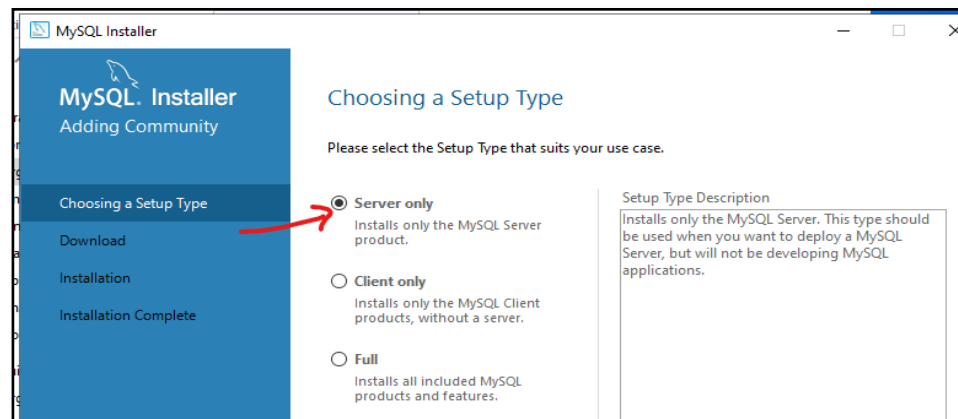 MySQL Installer
MySQL. Installer
Adding Community
Choosing a Setup Type
Download
Installation
Installation Complete
Choosing a Setup Type
Please select the Setup Type that suits your use case.
Server only
Installs only the MySQL Server
product.
Client only
Installs only the MySQL Client
products, without a server.
Full
Installs all included MySQL
products and features.
Setup Type Description
Installs only the MySQL Server. This type should
be used when you want to deploy a MySQL
Server, but will not be developing MySQL
applications.